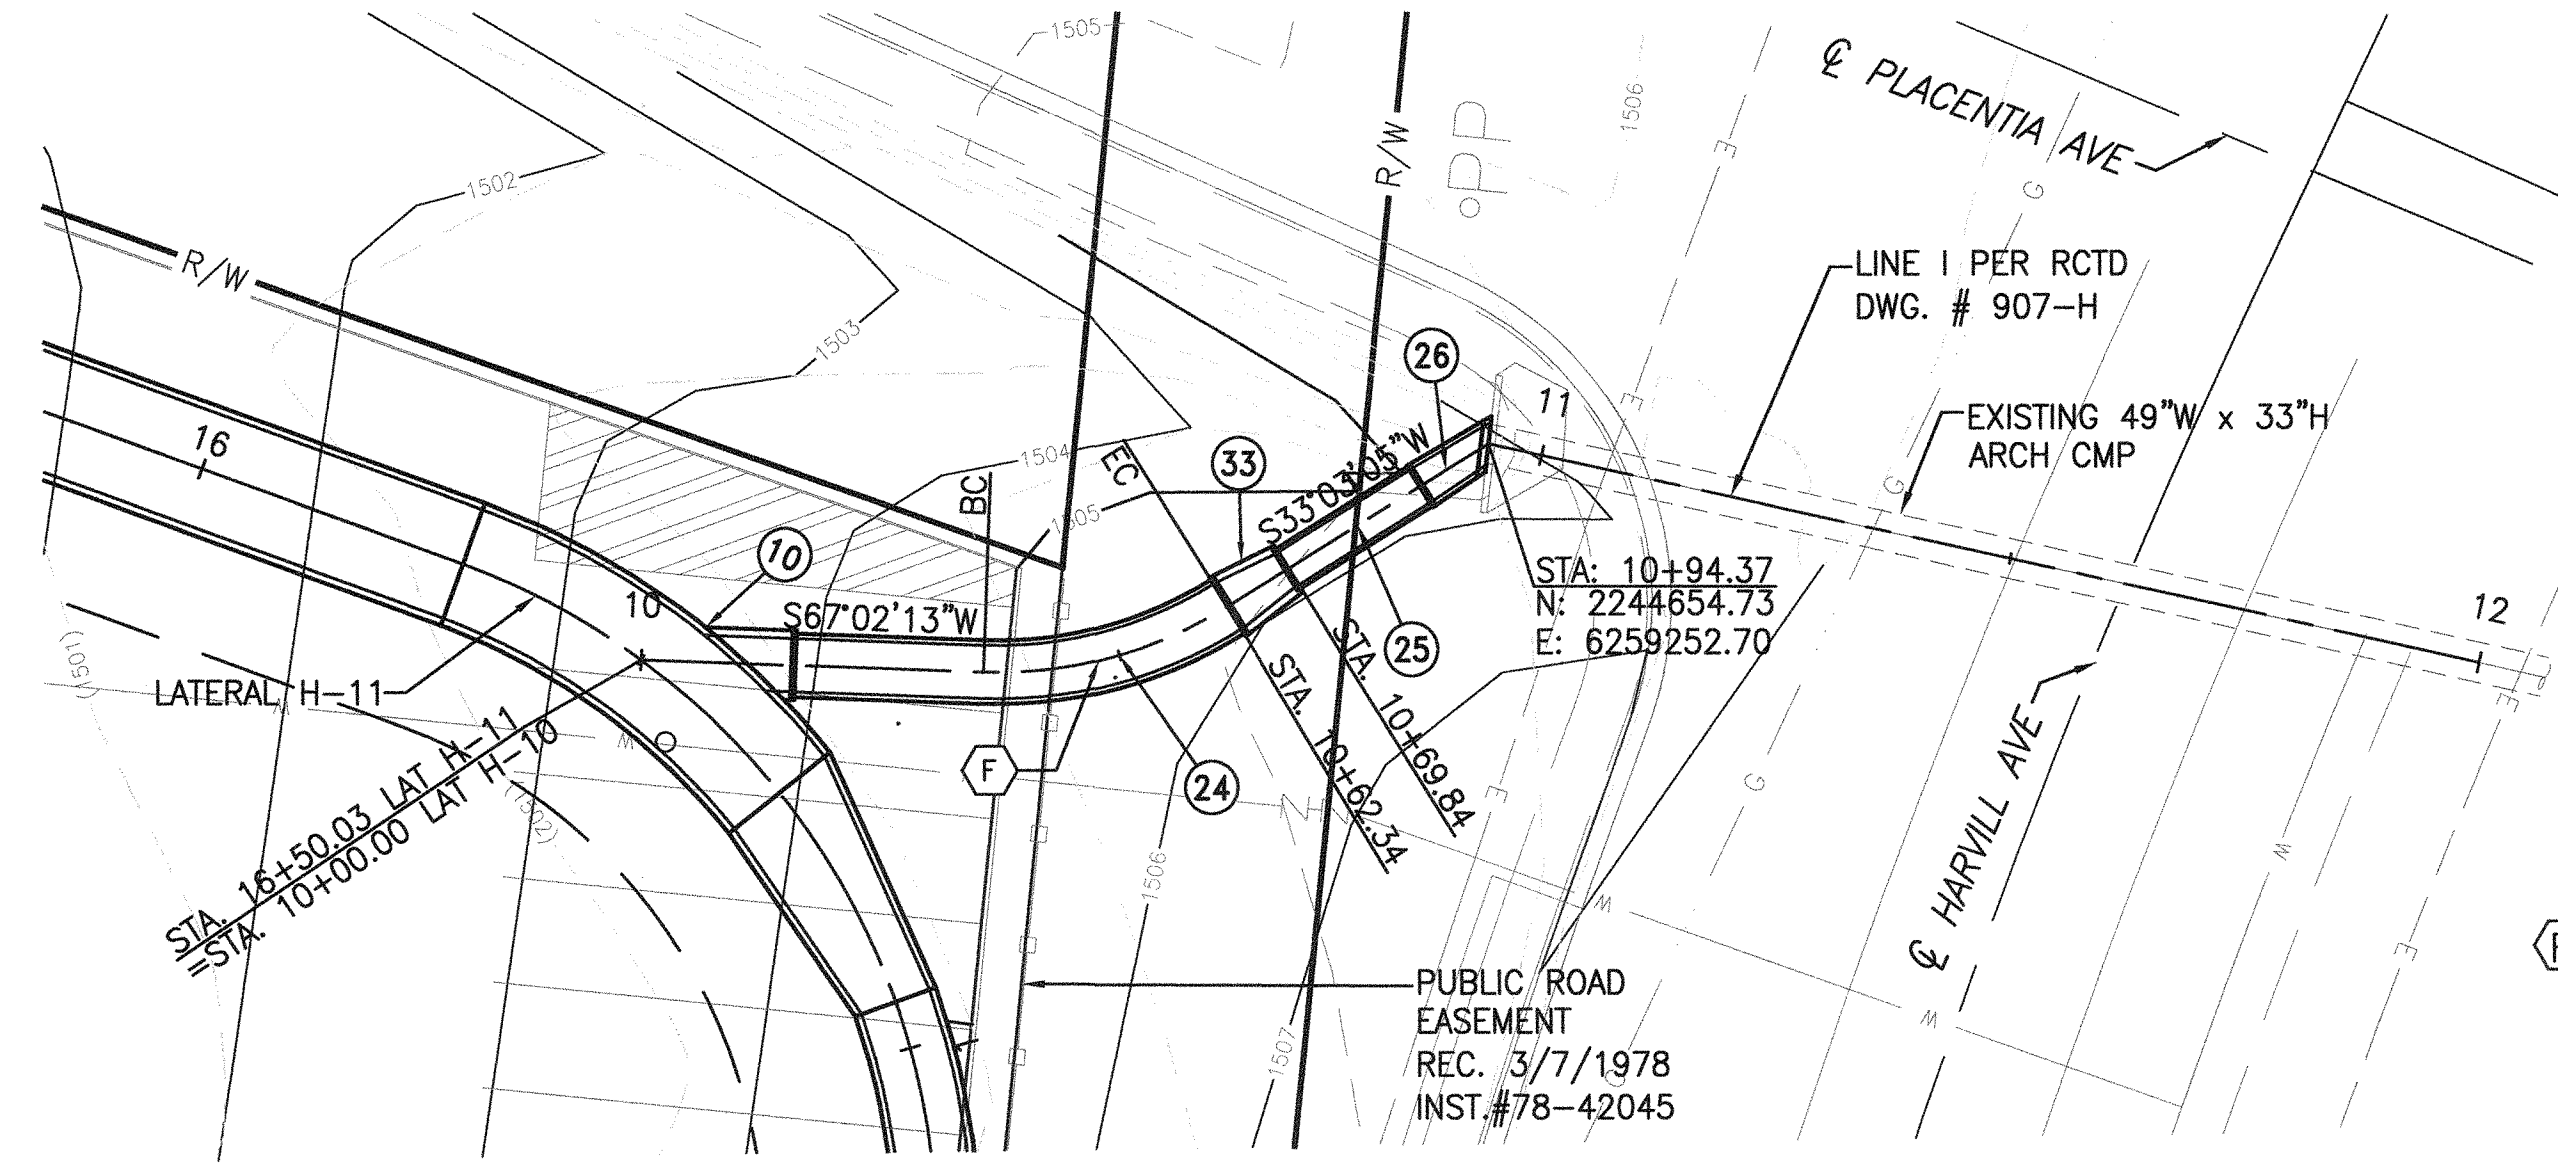 1505
R/W
PP
1506
E
℄ PLACENTIA AVE
G
1502
R/W
1503
LINE I PER RCTD
DWG. # 907-H
26
11
EXISTING 49"W x 33"H
ARCH CMP
16
1504
EC
33
S33°03'05"W
E
G
BC
1505
10
10
S67°02'13"W
STA: 10+94.37
N: 2244654.73
E: 6259252.70
25
12
(1501)
LATERAL H-11
W
W
STA. 16+50.03 LAT H-11
=STA. 10+00.00 LAT H-10
(1502)
F
24
STA. 10+69.84
STA. 10+62.34
E
G
E
W
1506
W
℄ HARVILL AVE
E
W
1507
PUBLIC ROAD
EASEMENT
REC. 3/7/1978
INST.#78-42045
G